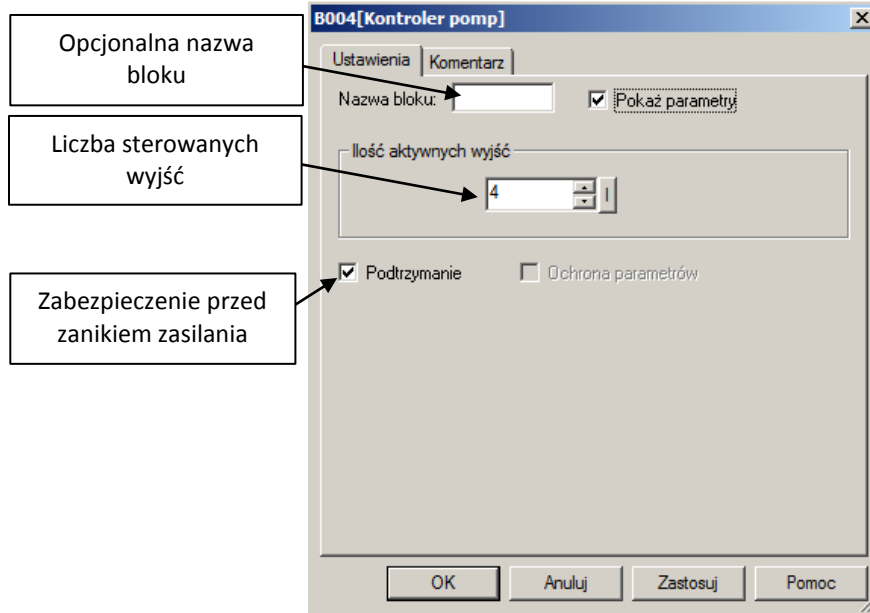 B004[Kontroler pomp]
Opcjonalna nazwa
bloku
Ustawienia Komentarz
Nazwa bloku: Pokaż parametry
Liczba sterowanych
wyjść
Ilość aktywnych wyjść
4 I
Podtrzymanie Ochrona parametrów
Zabezpieczenie przed
zanikiem zasilania
OK Anuluj Zastosuj Pomoc